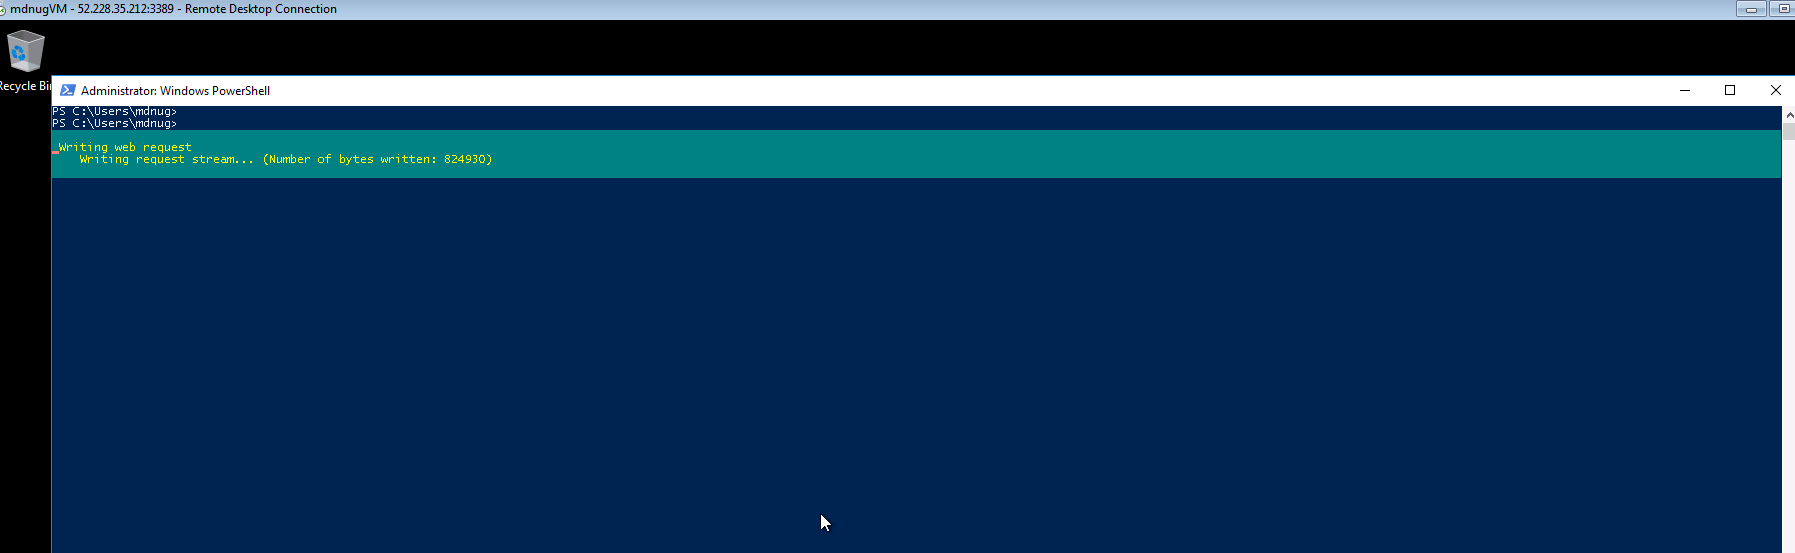 mdnugVM - 52.228.35.212:3389 - Remote Desktop Connection
Recycle Bin
Administrator: Windows PowerShell
PS C:\Users\mdnug>
PS C:\Users\mdnug>
Writing web request
Writing request stream... (Number of bytes written: 824930)